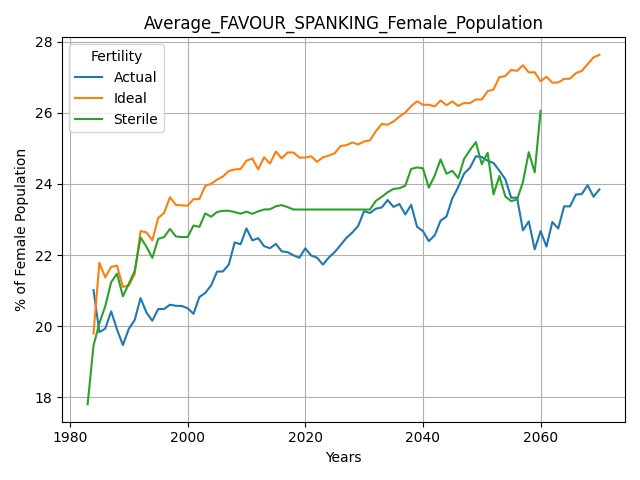 Average_FAVOUR_SPANKING_Female_Population
Fertility
Actual
Ideal
Sterile
% of Female Population
28
26
24
22
20
18
1980
2000
2020
2040
2060
Years